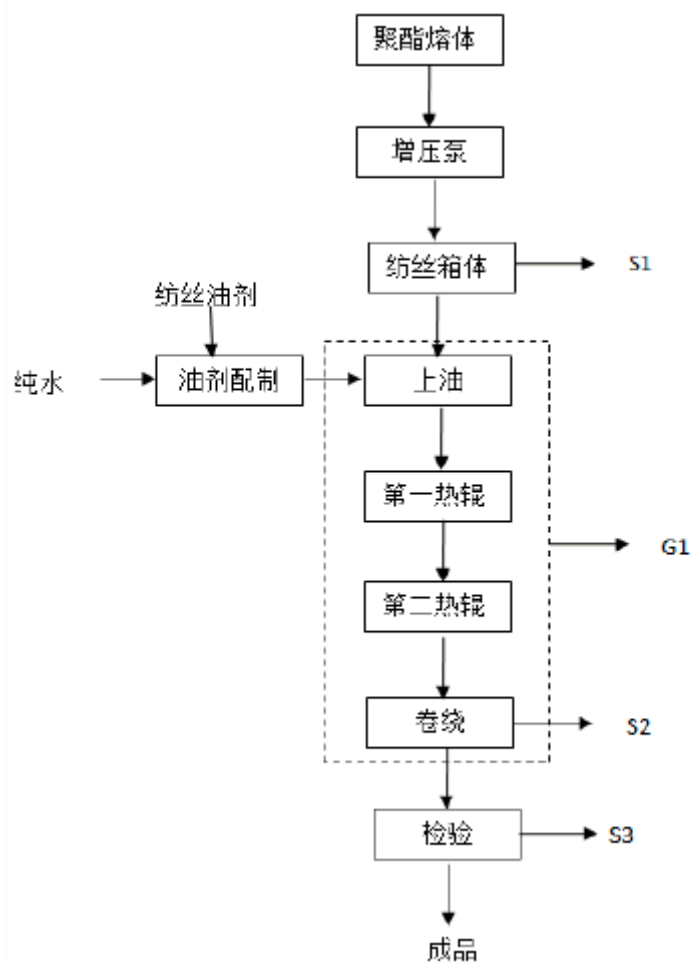 聚酯熔体
增压泵
纺丝箱体
S1
纺丝油剂
纯水
油剂配制
上油
第一热辊
G1
第二热辊
卷绕
S2
检验
S3
成品